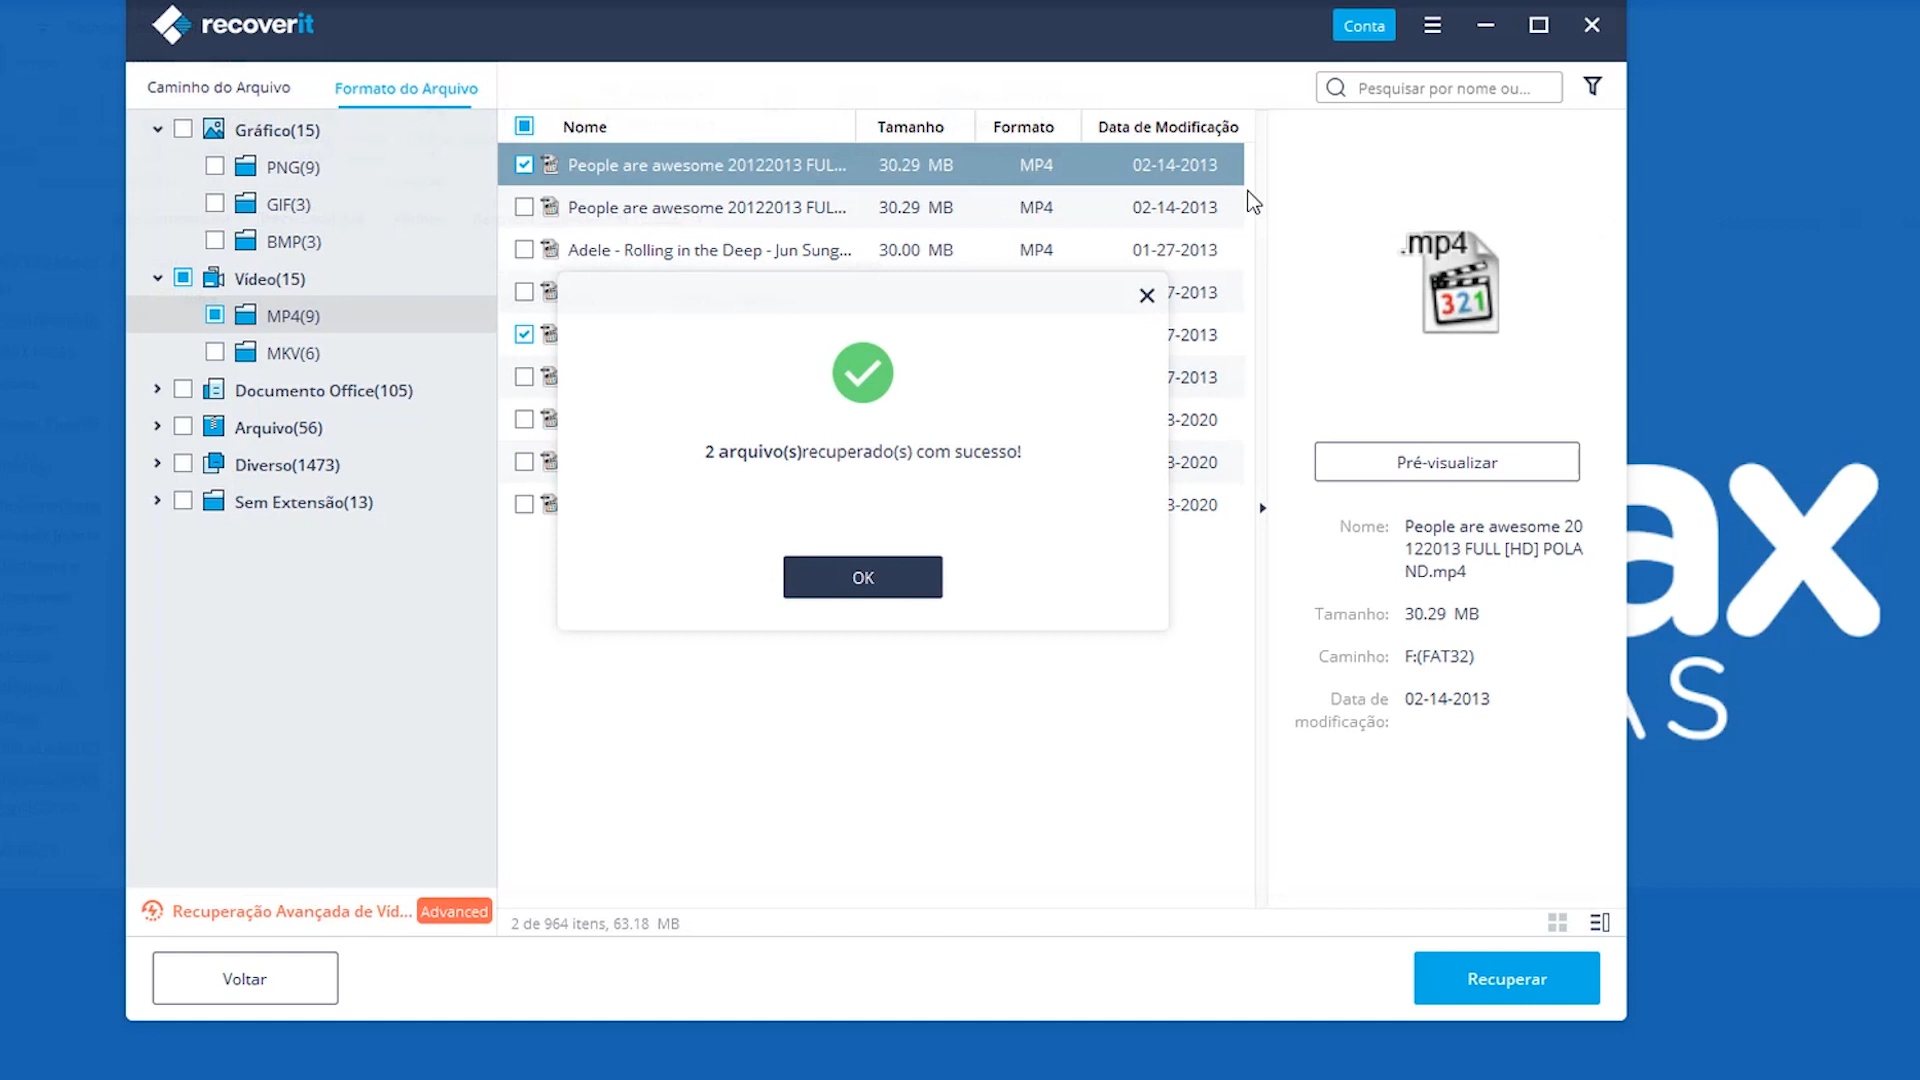 recoverit
Conta
Caminho do Arquivo
Formato do Arquivo
Pesquisar por nome ou...
Gráfico(15)
PNG(9)
GIF(3)
BMP(3)
Vídeo(15)
MP4(9)
MKV(6)
Documento Office(105)
Arquivo(56)
Diverso(1473)
Sem Extensão(13)
Nome Tamanho Formato Data de Modificação
People are awesome 20122013 FUL... 30.29 MB MP4 02-14-2013
People are awesome 20122013 FUL... 30.29 MB MP4 02-14-2013
Adele - Rolling in the Deep - Jun Sung... 30.00 MB MP4 01-27-2013
7-2013
7-2013
7-2013
3-2020
3-2020
3-2020
2 arquivo(s)recuperado(s) com sucesso!
OK
.mp4
321
Pré-visualizar
Nome: People are awesome 20
122013 FULL [HD] POLA
ND.mp4
Tamanho: 30.29 MB
Caminho: F:(FAT32)
Data de 02-14-2013
modificação:
ax
AS
Recuperação Avançada de Víd... Advanced
2 de 964 itens, 63.18 MB
Voltar
Recuperar